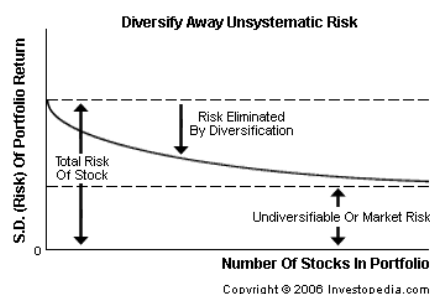 Diversify Away Unsystematic Risk
S.D. (Risk) Of Portfolio Return
Risk Eliminated
By Diversification
Total Risk
Of Stock
Undiversifiable Or Market Risk
0
Number Of Stocks In Portfolio
Copyright © 2006 Investopedia.com